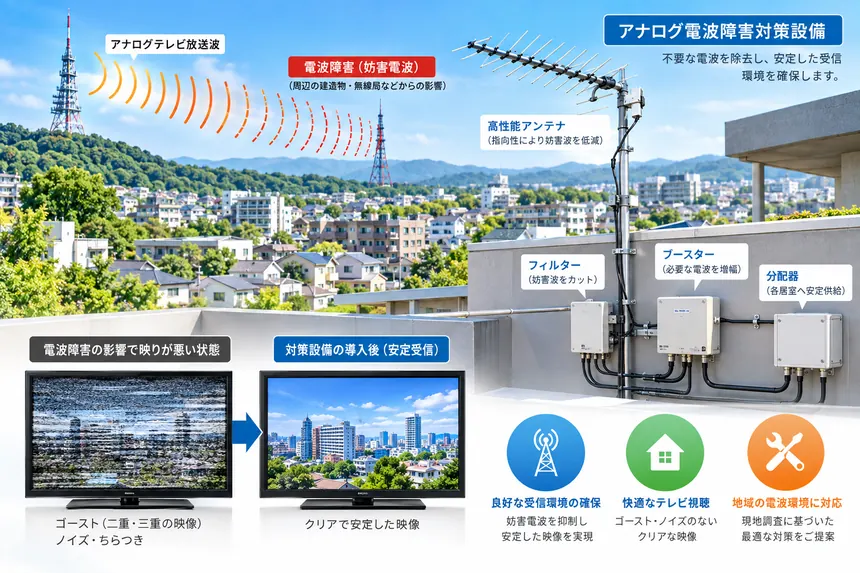 アナログ電波障害対策設備
不要な電波を除去し、安定した受信
環境を確保します。
アナログテレビ放送波
電波障害（妨害電波）
（周辺の建造物・無線局などからの影響）
高性能アンテナ
（指向性により妨害波を低減）
フィルター
（妨害波をカット）
ブースター
（必要な電波を増幅）
分配器
（各居室へ安定供給）
電波障害の影響で映りが悪い状態
対策設備の導入後（安定受信）
ゴースト（二重・三重の映像）
ノイズ・ちらつき
クリアで安定した映像
良好な受信環境の確保
妨害電波を抑制し
安定した映像を実現
快適なテレビ視聴
ゴースト・ノイズのない
クリアな映像
地域の電波環境に対応
現地調査に基づいた
最適な対策をご提案